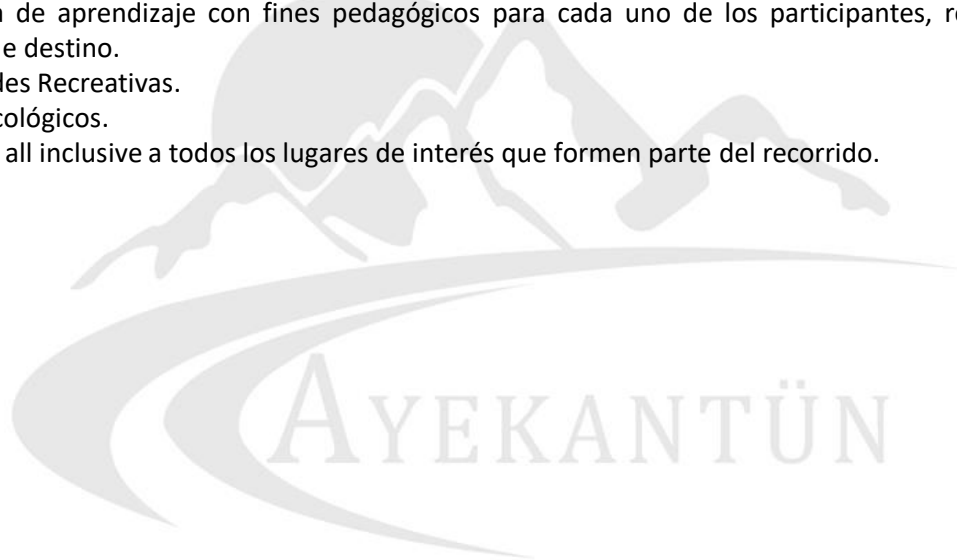 de aprendizaje con fines pedagógicos para cada uno de los participantes,
e destino.
des Recreativas.
cológicos.
all inclusive a todos los lugares de interés que formen parte del recorrido.
AYEKANTÜN